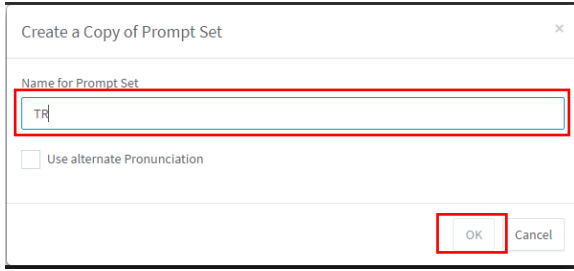 Create a Copy of Prompt Set ×
Name for Prompt Set
TR
Use alternate Pronunciation
OK Cancel